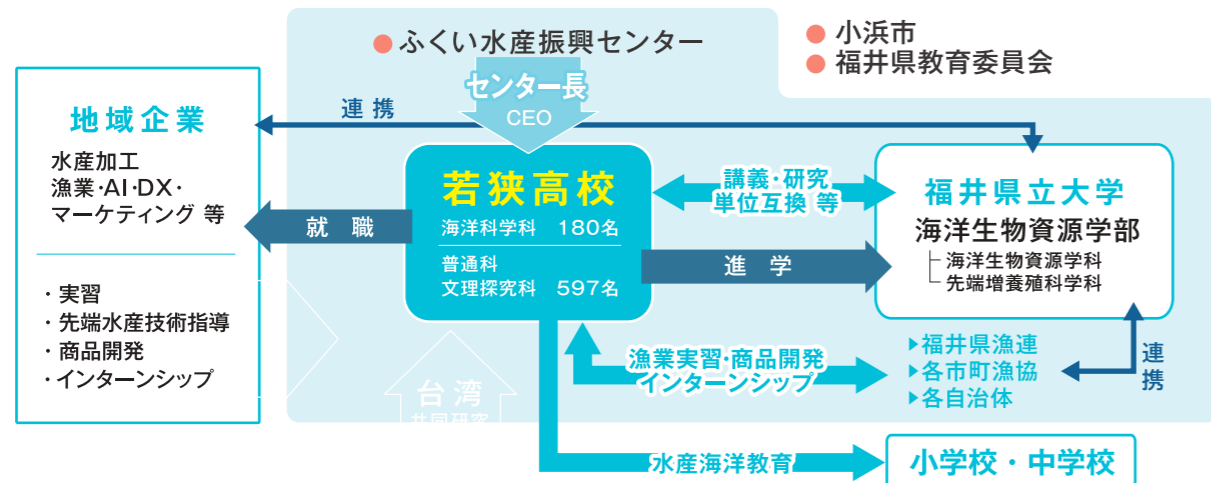 ●ふくい水産振興センター
●小浜市
●福井県教育委員会
センター長
CEO
連携
地域企業
水産加工
漁業・AI・DX・
マーケティング 等
・実習
・先端水産技術指導
・商品開発
・インターンシップ
就職
若狭高校
海洋科学科 180名
普通科
文理探究科 597名
講義・研究
単位互換 等
進学
福井県立大学
海洋生物資源学部
海洋生物資源学科
先端増養殖科学科
漁業実習・商品開発
インターンシップ
▶福井県漁連
▶各市町漁協
▶各自治体
連携
台湾
共同研究
水産海洋教育
小学校・中学校